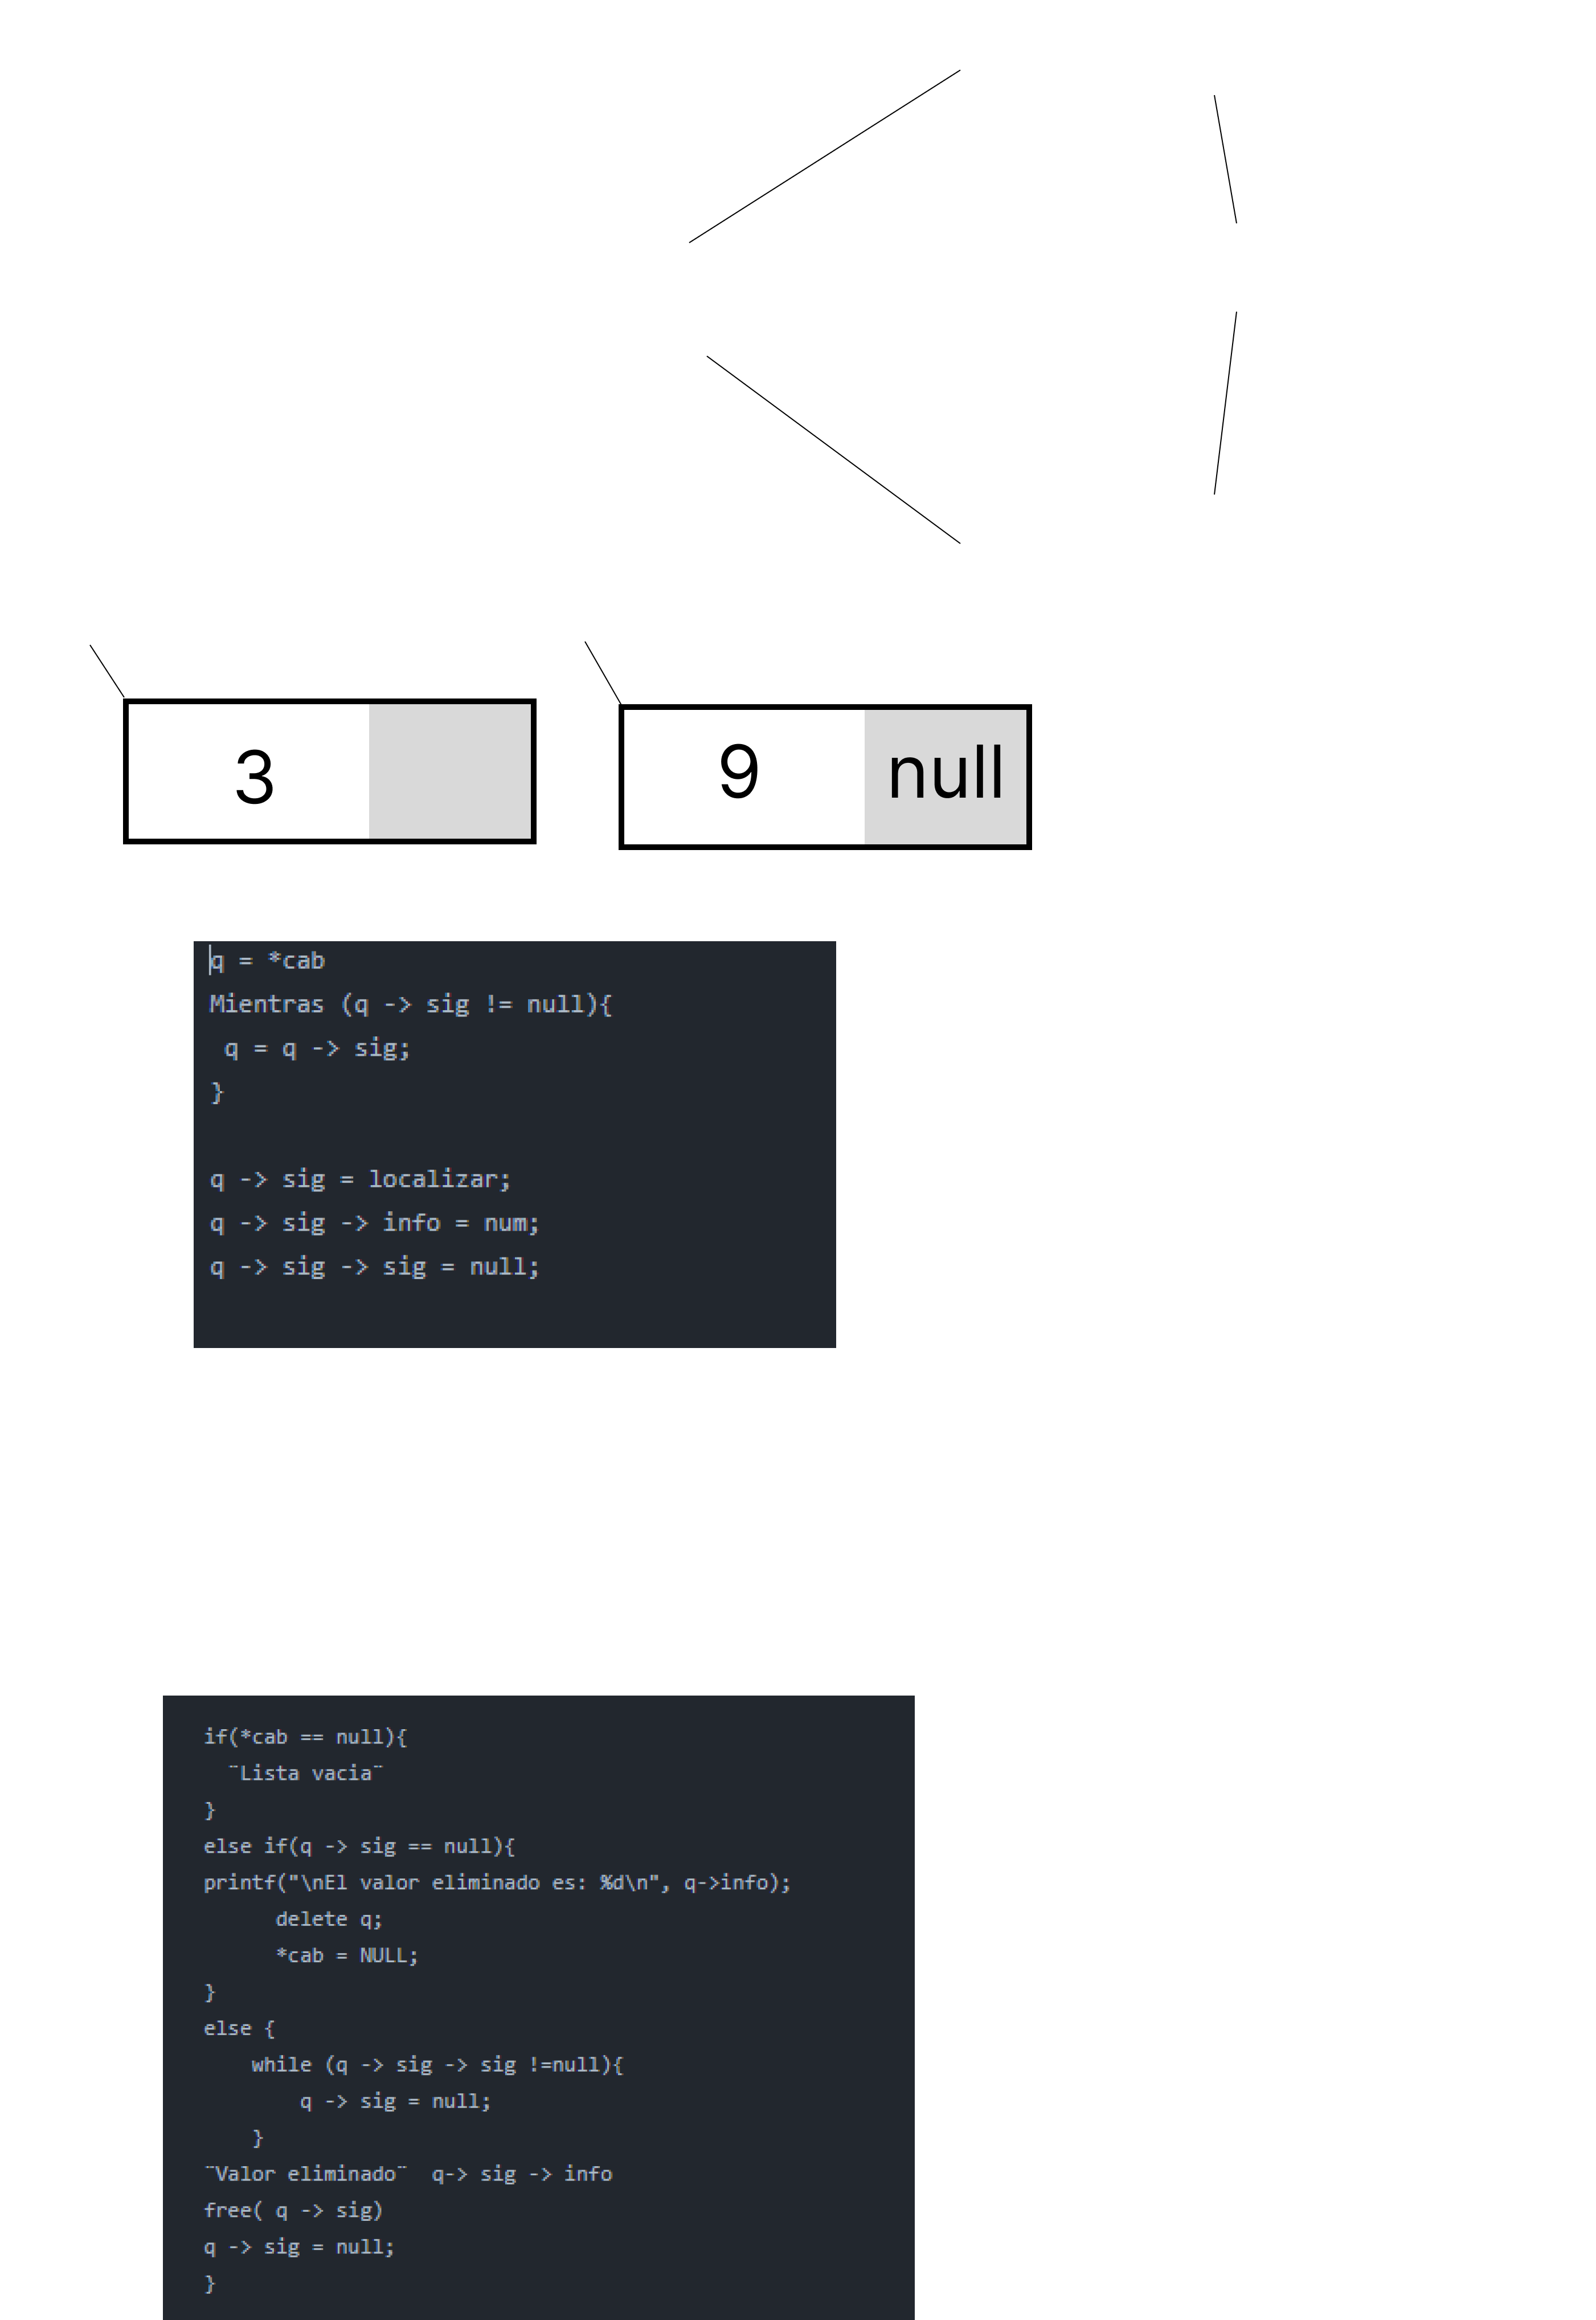 3
9 null
q = *cab
Mientras (q -> sig != null){
 q = q -> sig;
}
q -> sig = localizar;
q -> sig -> info = num;
q -> sig -> sig = null;
if(*cab == null){
  ¨Lista vacia¨
}
else if(q -> sig == null){
printf("\nEl valor eliminado es: %d\n", q->info);
      delete q;
      *cab = NULL;
}
else {
    while (q -> sig -> sig !=null){
        q -> sig = null;
    }
¨Valor eliminado¨  q-> sig -> info
free( q -> sig)
q -> sig = null;
}